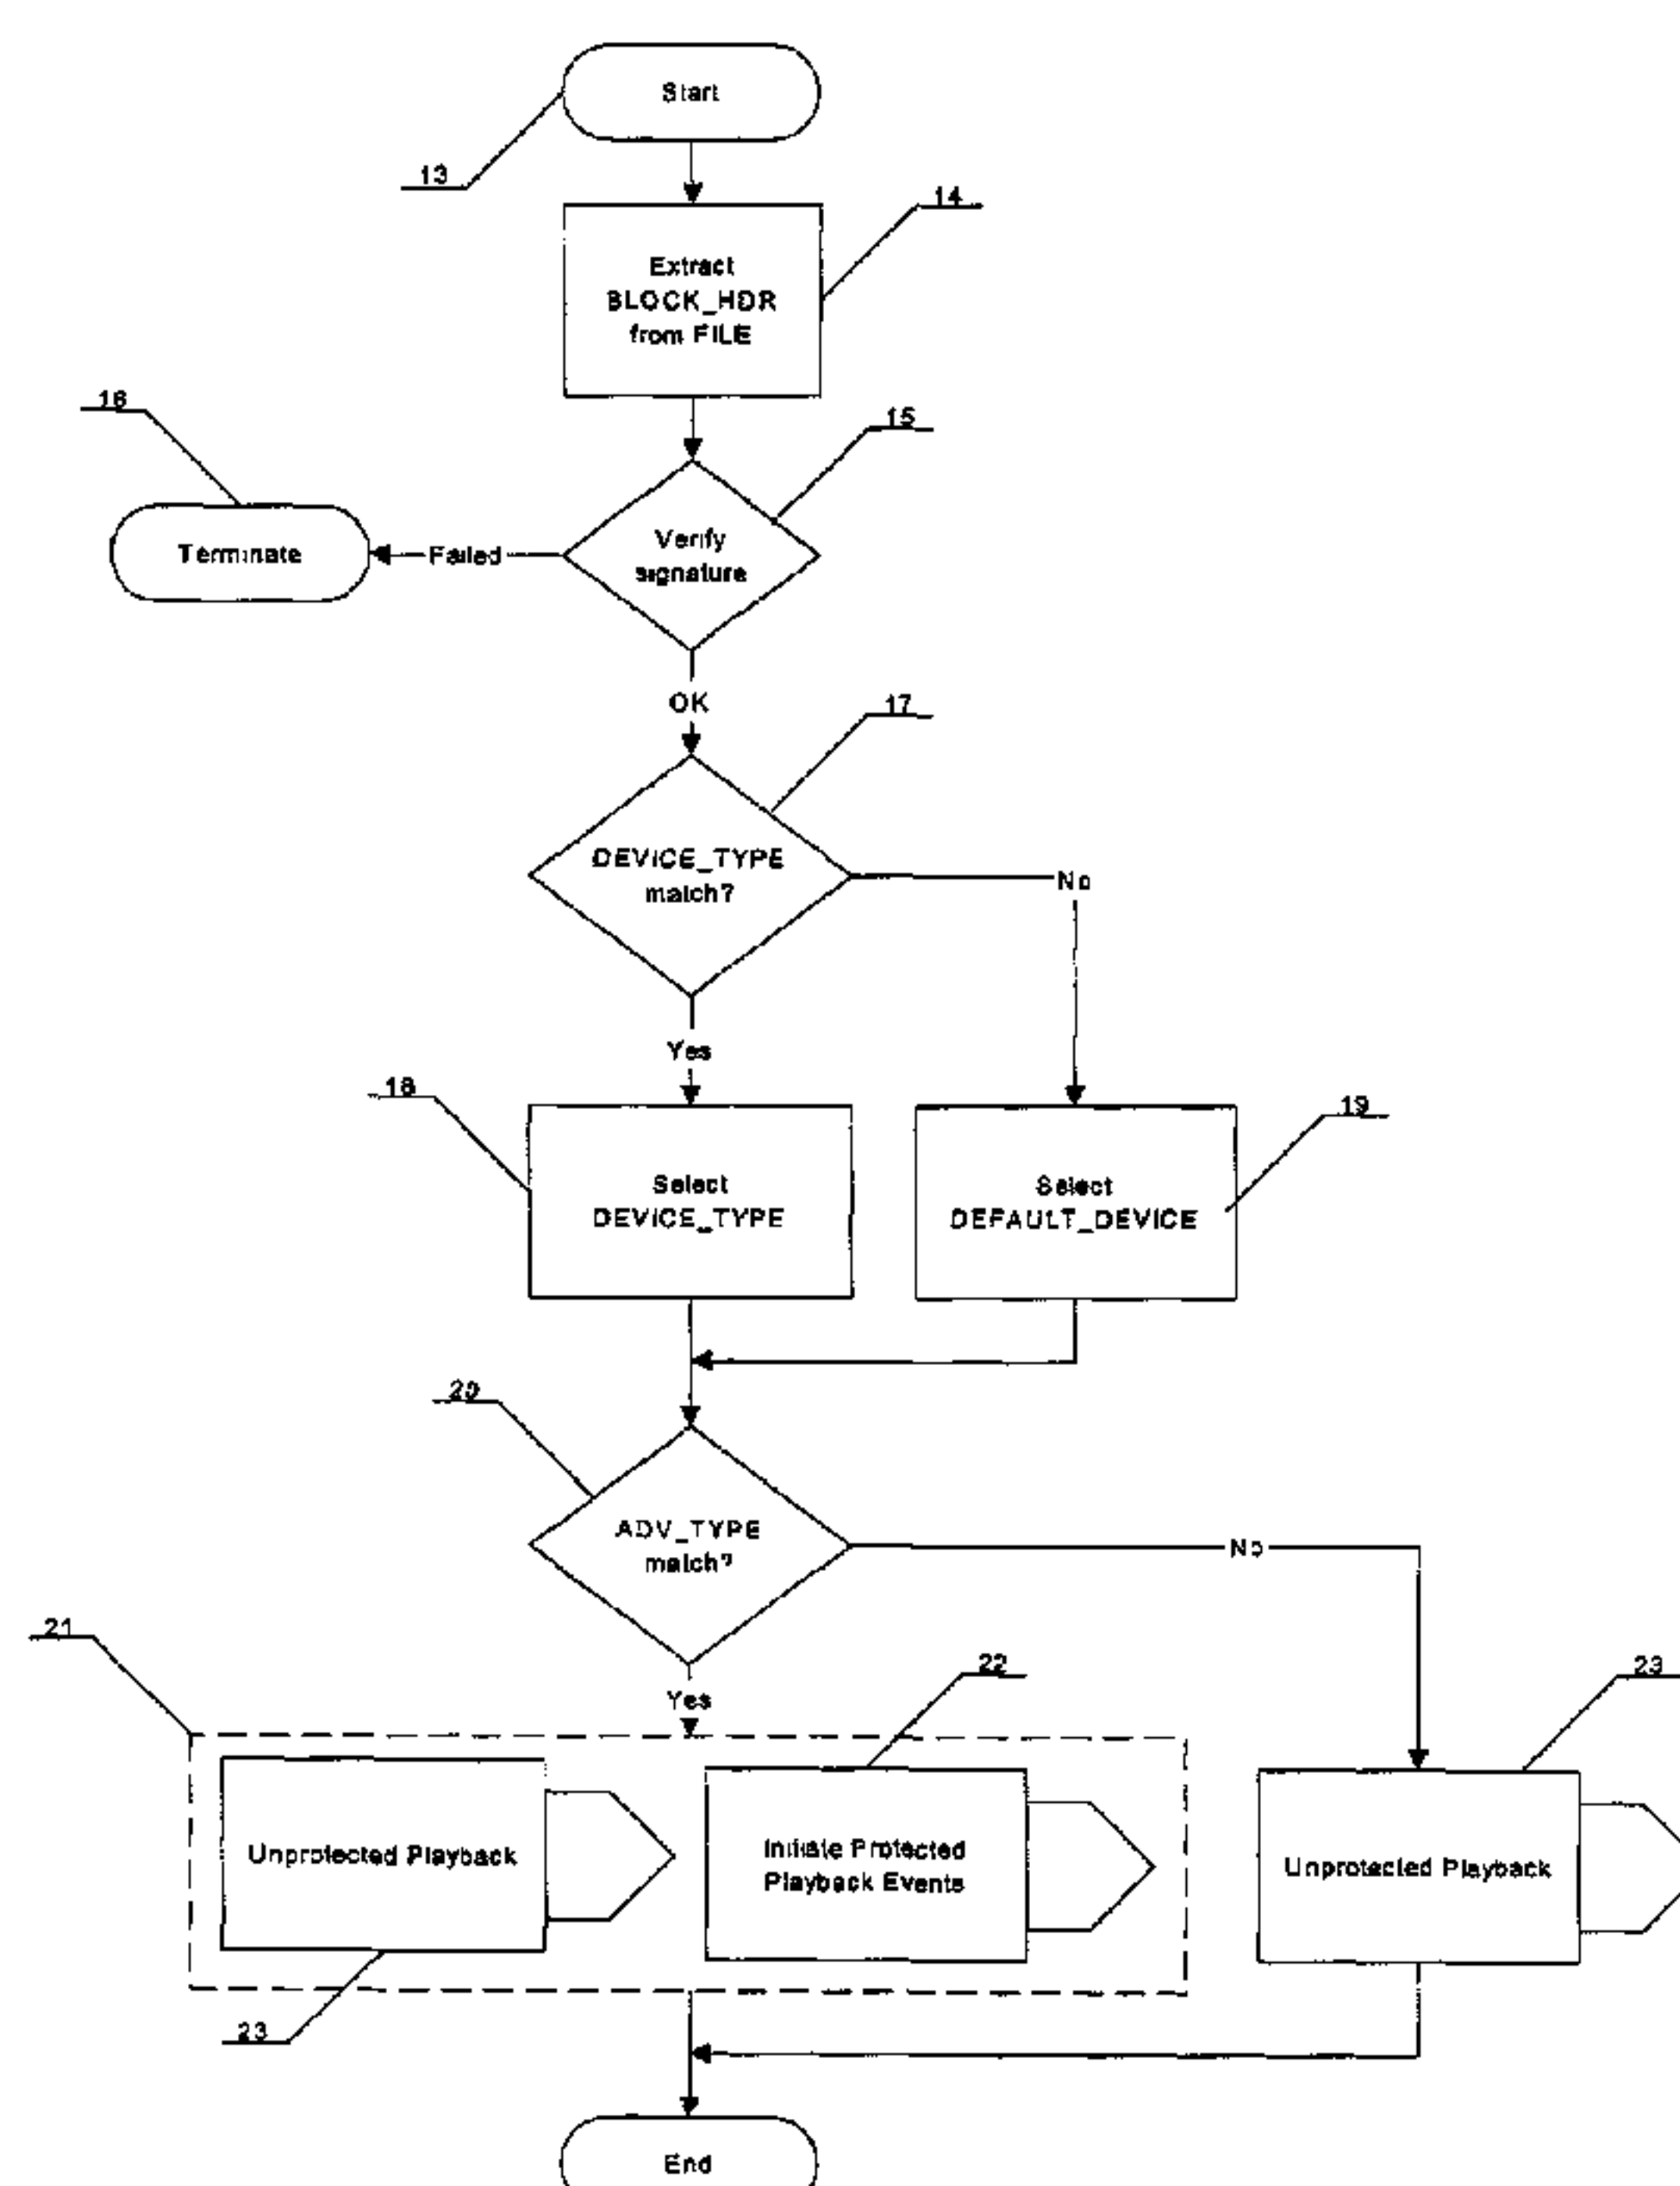 Start
13
14
Extract
BLOCK_HDR
from FILE
16
15
Terminate
Failed
Verify
signature
OK
17
DEVICE_TYPE
match?
No
Yes
18
19
Select
DEVICE_TYPE
Select
DEFAULT_DEVICE
20
ADV_TYPE
match?
No
21
22
23
Yes
Unprotected Playback
Initiate Protected
Playback Events
Unprotected Playback
23
End